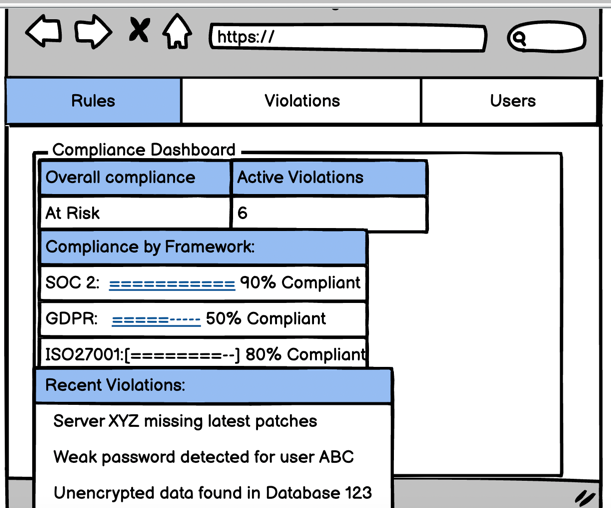 https://
Rules Violations Users
Compliance Dashboard
Overall compliance Active Violations
At Risk 6
Compliance by Framework:
SOC 2: =========== 90% Compliant
GDPR: =====----- 50% Compliant
ISO27001:[========--] 80% Compliant
Recent Violations:
Server XYZ missing latest patches
Weak password detected for user ABC
Unencrypted data found in Database 123